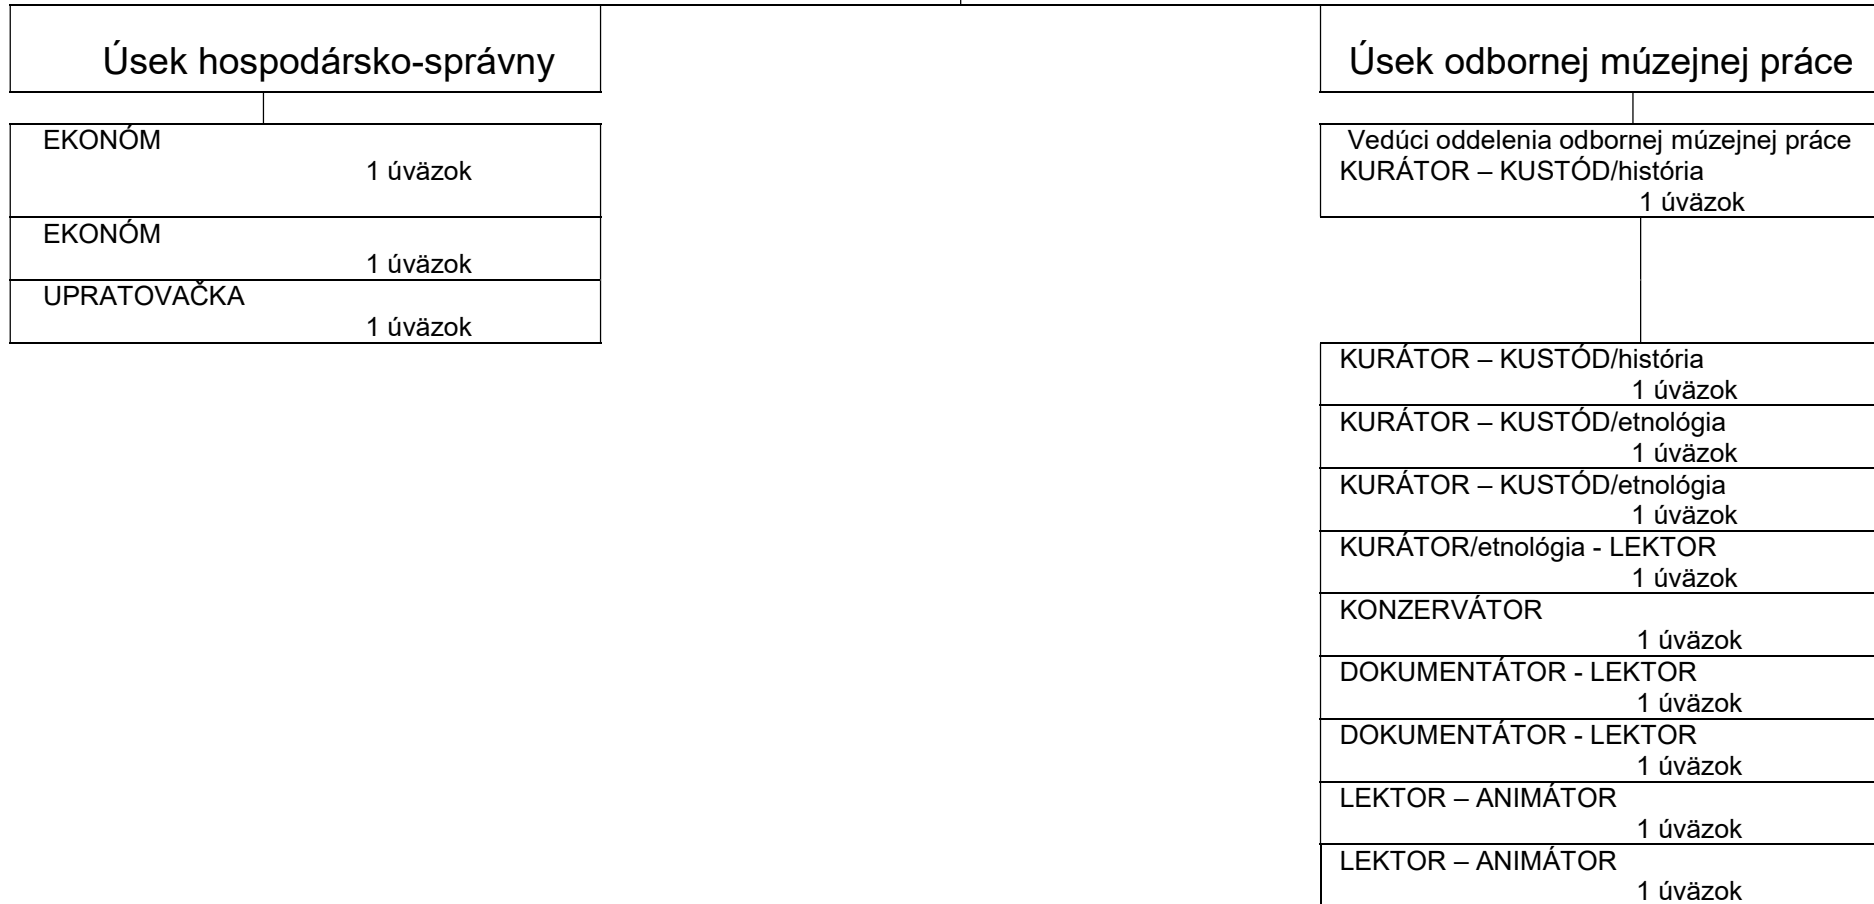 Úsek hospodársko-správny
EKONÓM
1 úväzok
EKONÓM
1 úväzok
UPRATOVAČKA
1 úväzok
Úsek odbornej múzejnej práce
Vedúci oddelenia odbornej múzejnej práce
KURÁTOR – KUSTÓD/história
1 úväzok
KURÁTOR – KUSTÓD/história
1 úväzok
KURÁTOR – KUSTÓD/etnológia
1 úväzok
KURÁTOR – KUSTÓD/etnológia
1 úväzok
KURÁTOR/etnológia - LEKTOR
1 úväzok
KONZERVÁTOR
1 úväzok
DOKUMENTÁTOR - LEKTOR
1 úväzok
DOKUMENTÁTOR - LEKTOR
1 úväzok
LEKTOR – ANIMÁTOR
1 úväzok
LEKTOR – ANIMÁTOR
1 úväzok